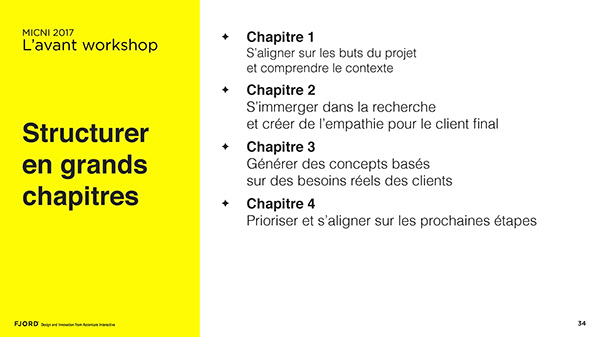 MICNI 2017
L'avant workshop
Structurer
en grands
chapitres
✦ Chapitre 1
S'aligner sur les buts du projet
et comprendre le contexte
✦ Chapitre 2
S'immerger dans la recherche
et créer de l'empathie pour le client final
✦ Chapitre 3
Générer des concepts basés
sur des besoins réels des clients
✦ Chapitre 4
Prioriser et s'aligner sur les prochaines étapes
FJORD Design and Innovation from Accenture Interactive
34